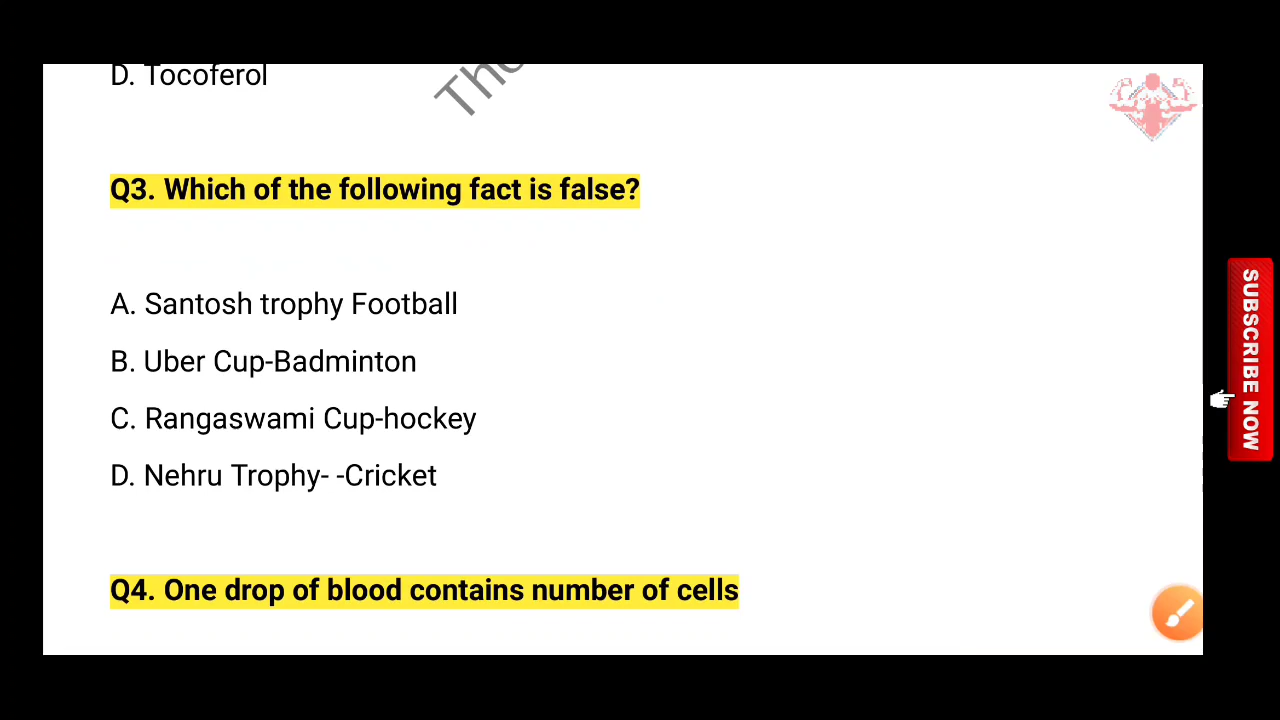 D. Tocoferol
Q3. Which of the following fact is false?
A. Santosh trophy Football
B. Uber Cup-Badminton
C. Rangaswami Cup-hockey
D. Nehru Trophy- -Cricket
Q4. One drop of blood contains number of cells
SUBSCRIBE NOW